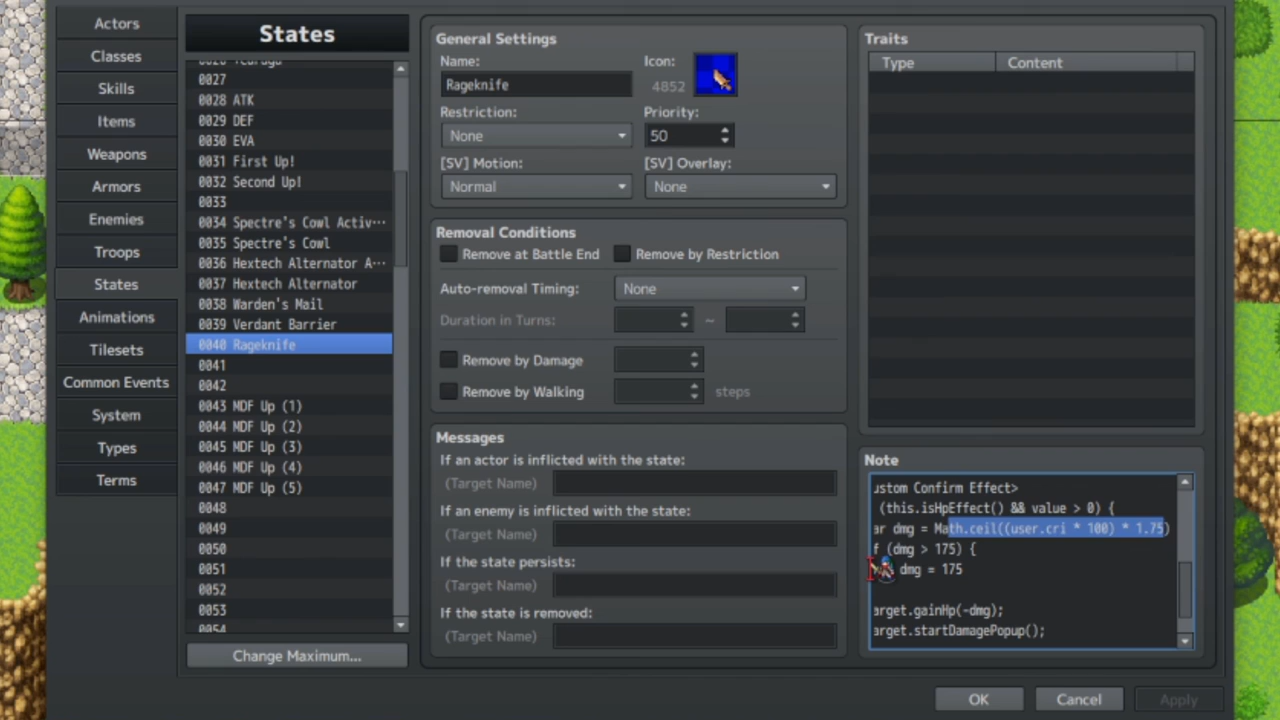 Actors
Classes
Skills
Items
Weapons
Armors
Enemies
Troops
States
Animations
Tilesets
Common Events
System
Types
Terms
States
0027
0028 ATK
0029 DEF
0030 EVA
0031 First Up!
0032 Second Up!
0033
0034 Spectre's Cowl Activ…
0035 Spectre's Cowl
0036 Hextech Alternator A…
0037 Hextech Alternator
0038 Warden's Mail
0039 Verdant Barrier
0040 Rageknife
0041
0042
0043 MDF Up (1)
0044 MDF Up (2)
0045 MDF Up (3)
0046 MDF Up (4)
0047 MDF Up (5)
0048
0049
0050
0051
0052
0053
0054
Change Maximum...
General Settings
Name:
Icon:
Rageknife
4852
Restriction:
Priority:
None
50
[SV] Motion:
[SV] Overlay:
Normal
None
Removal Conditions
Remove at Battle End
Remove by Restriction
Auto-removal Timing:
None
Duration in Turns:
~
Remove by Damage
Remove by Walking
steps
Messages
If an actor is inflicted with the state:
(Target Name)
If an enemy is inflicted with the state:
(Target Name)
If the state persists:
(Target Name)
If the state is removed:
(Target Name)
Traits
Type
Content
Note
ustom Confirm Effect>
(this.isHpEffect() && value > 0) {
ar dmg = Math.ceil((user.cri * 100) * 1.75)
f (dmg > 175) {
dmg = 175
arget.gainHp(-dmg);
arget.startDamagePopup();
OK
Cancel
Apply